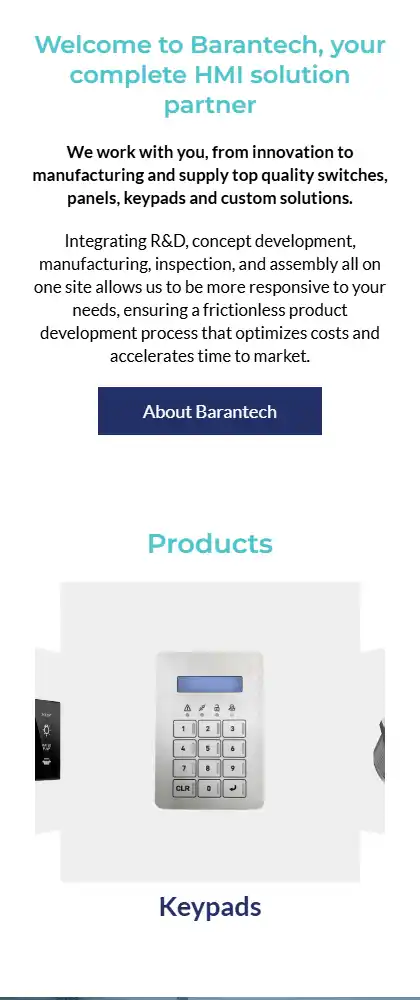 Welcome to Barantech, your
complete HMI solution
partner
We work with you, from innovation to
manufacturing and supply top quality switches,
panels, keypads and custom solutions.
Integrating R&D, concept development,
manufacturing, inspection, and assembly all on
one site allows us to be more responsive to your
needs, ensuring a frictionless product
development process that optimizes costs and
accelerates time to market.
About Barantech
Products
1 2 3
4 5 6
7 8 9
CLR 0
Keypads